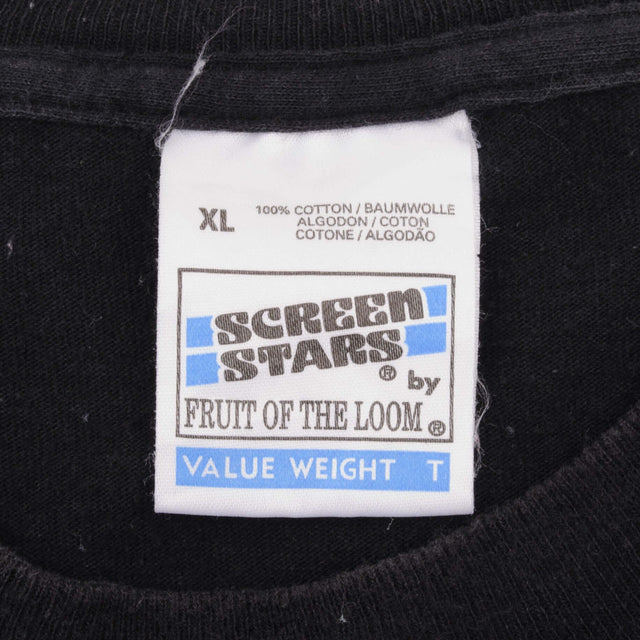 XL
100% COTTON / BAUMWOLLE
ALGODON / COTON
COTONE / ALGODÃO
SCREEN
STARS
® by
FRUIT OF THE LOOM ®
VALUE WEIGHT T